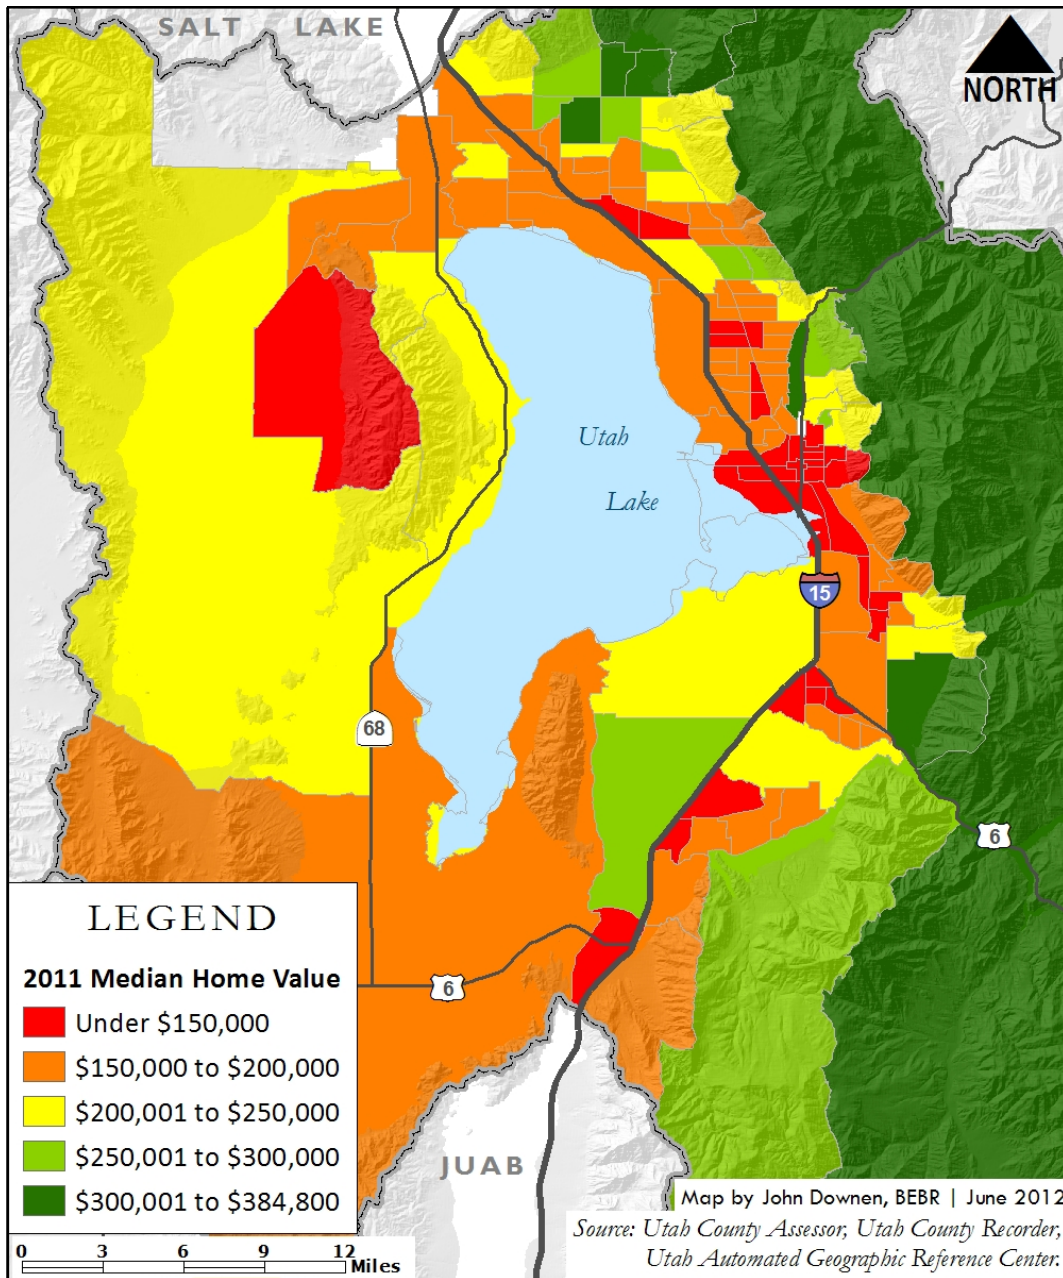 SALT LAKE
NORTH
Utah
Lake
15
68
6
6
LEGEND
2011 Median Home Value
Under $150,000
$150,000 to $200,000
$200,001 to $250,000
$250,001 to $300,000
$300,001 to $384,800
JUAB
Map by John Downen, BEBR | June 2012
Source: Utah County Assessor, Utah County Recorder,
Utah Automated Geographic Reference Center.
0 3 6 9 12
Miles